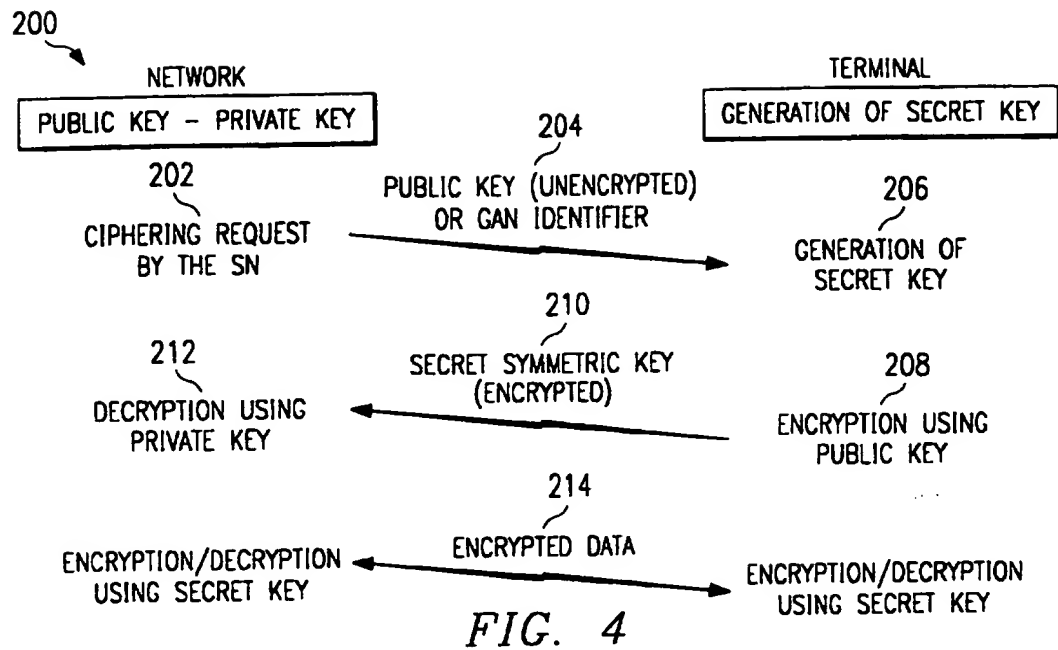 200
NETWORK
PUBLIC KEY – PRIVATE KEY
TERMINAL
GENERATION OF SECRET KEY
202
CIPHERING REQUEST
BY THE SN
204
PUBLIC KEY (UNENCRYPTED)
OR GAN IDENTIFIER
206
GENERATION OF
SECRET KEY
212
DECRYPTION USING
PRIVATE KEY
210
SECRET SYMMETRIC KEY
(ENCRYPTED)
208
ENCRYPTION USING
PUBLIC KEY
214
ENCRYPTED DATA
ENCRYPTION/DECRYPTION
USING SECRET KEY
ENCRYPTION/DECRYPTION
USING SECRET KEY
FIG. 4